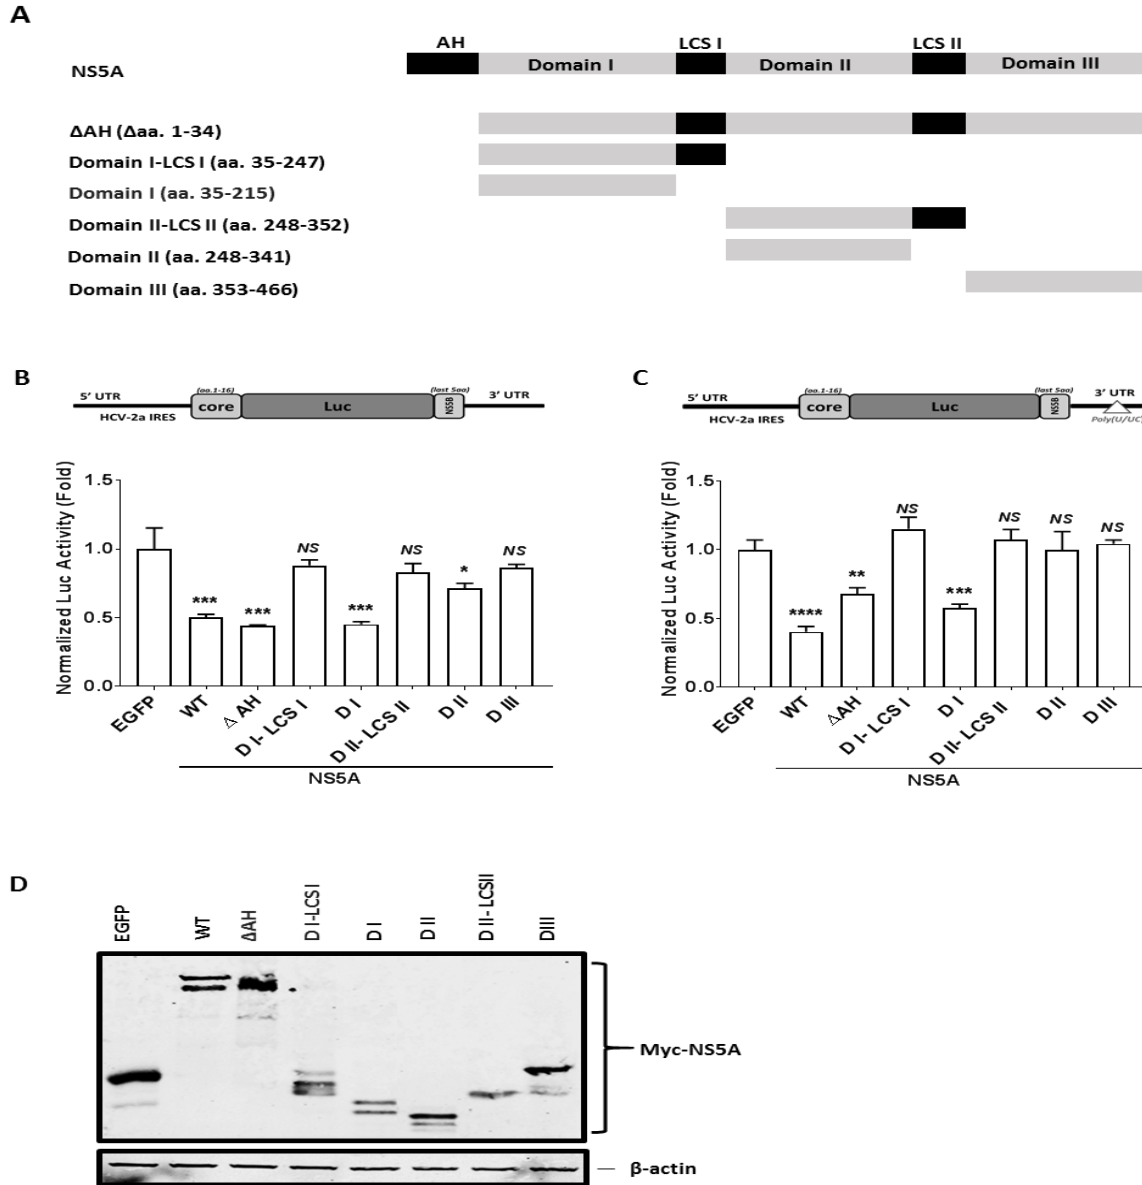 A
AH LCS I LCS II
NS5A Domain I Domain II Domain III
ΔAH (Δaa. 1-34)
Domain I-LCS I (aa. 35-247)
Domain I (aa. 35-215)
Domain II-LCS II (aa. 248-352)
Domain II (aa. 248-341)
Domain III (aa. 353-466)
B
5' UTR (aa.1-16) (last 5aa) 3' UTR
core Luc NS5B
HCV-2a IRES
Normalized Luc Activity (Fold)
1.5
1.0
0.5
0.0
*** *** NS *** NS * NS
EGFP WT Δ AH D I- LCS I D I D II- LCS II D II D III
NS5A
C
5' UTR (aa.1-16) (last 5aa) 3' UTR
core Luc NS5B
HCV-2a IRES Poly(U/UC)
Normalized Luc Activity (Fold)
1.5
1.0
0.5
0.0
**** ** NS *** NS NS NS
EGFP WT ΔAH D I- LCS I D I D II- LCS II D II D III
NS5A
D
EGFP WT ΔAH D I-LCS I D I D II D II- LCSII DIII
Myc-NS5A
β-actin